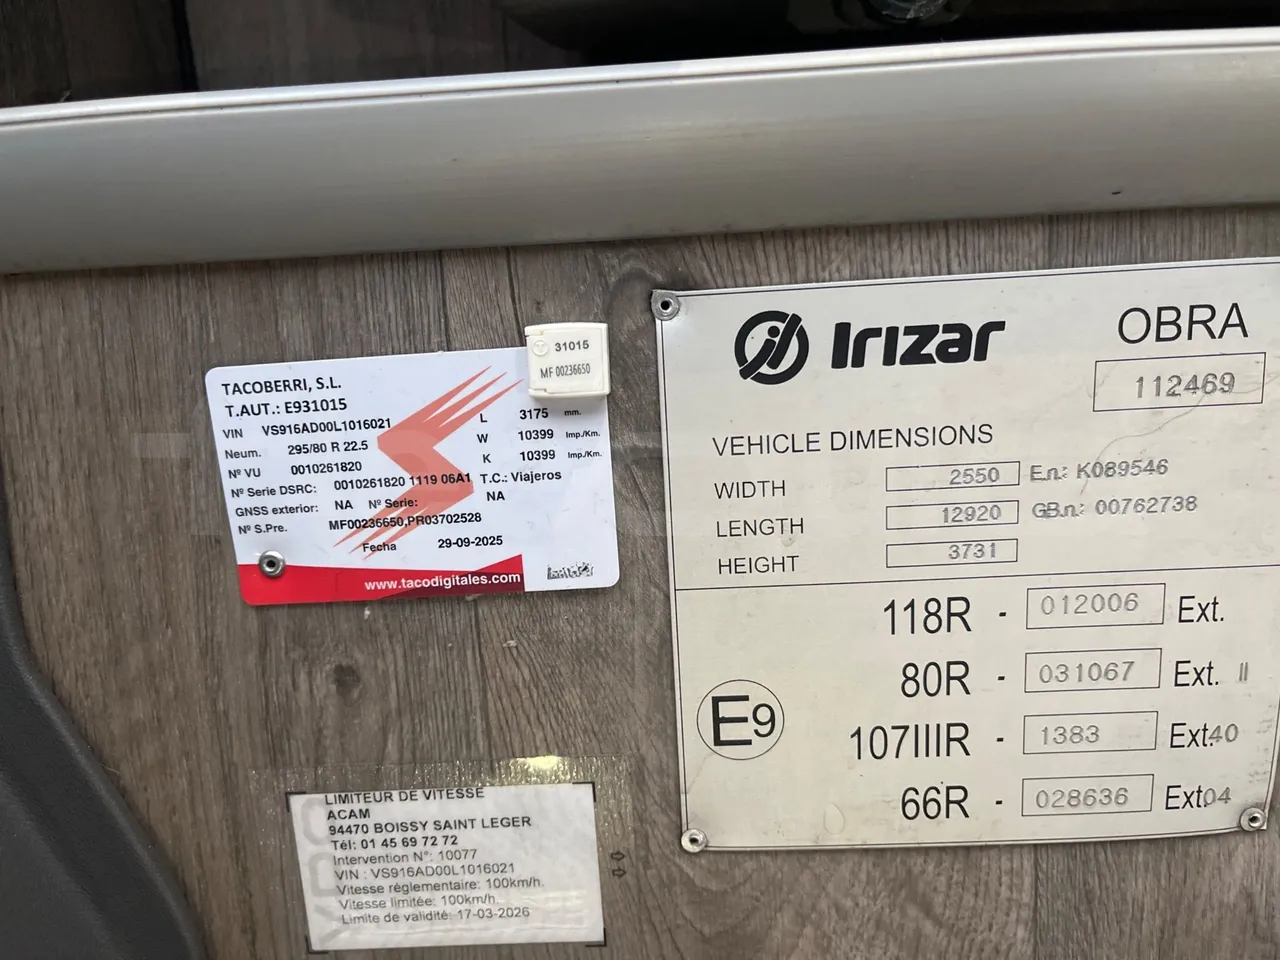 TACOBERRI, S.L.
T.AUT.: E931015
VIN VS916AD00L1016021
Neum. 295/80 R 22.5
Nº VU 0010261820
Nº Serie DSRC: 0010261820 1119 06A1
GNSS exterior: NA Nº Serie: NA
Nº S.Pre. MF00236650,PR03702528
Fecha 29-09-2025
L 3175 mm.
W 10399 Imp./Km.
K 10399 Imp./Km.
T.C.: Viajeros
www.tacodigitales.com
31015
MF 00236650
Irizar
OBRA
112469
VEHICLE DIMENSIONS
WIDTH 2550 E.n.: K089546
LENGTH 12920 G.B.n.: 00762738
HEIGHT 3731
118R - 012006 Ext.
80R - 031067 Ext. II
107IIIR - 1383 Ext.40
66R - 028636 Ext.04
E9
LIMITEUR DE VITESSE
ACAM
94470 BOISSY SAINT LEGER
Tél: 01 45 69 72 72
Intervention N°: 10077
VIN : VS916AD00L1016021
Vitesse réglementaire: 100km/h.
Vitesse limitée: 100km/h.
Limite de validité: 17-03-2026